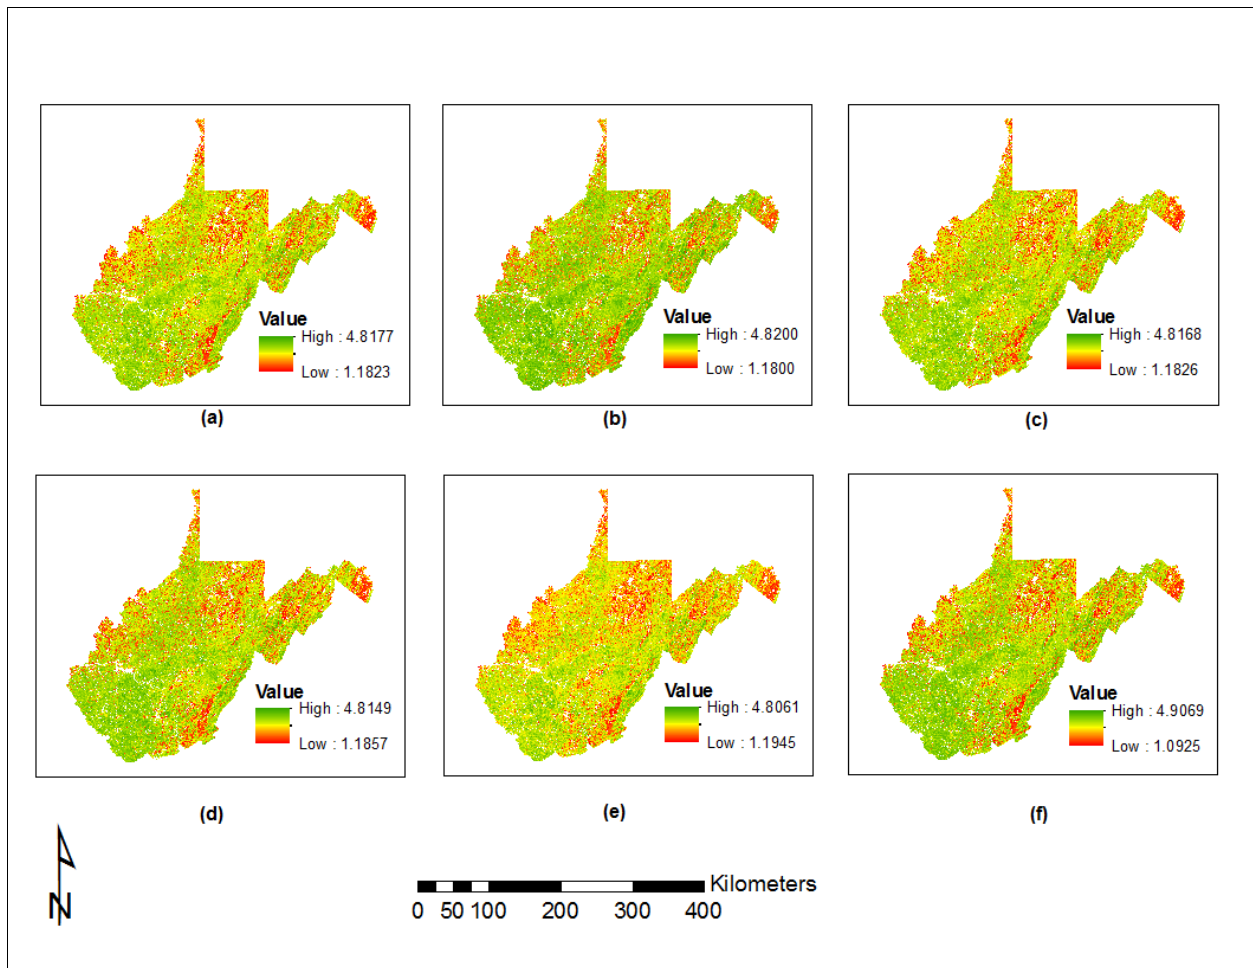 Value
High : 4.8177
Low : 1.1823
(a)
Value
High : 4.8200
Low : 1.1800
(b)
Value
High : 4.8168
Low : 1.1826
(c)
Value
High : 4.8149
Low : 1.1857
(d)
Value
High : 4.8061
Low : 1.1945
(e)
Value
High : 4.9069
Low : 1.0925
(f)
N
Kilometers
0 50 100 200 300 400